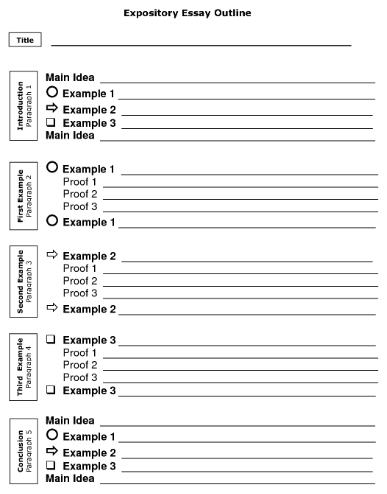 Expository Essay Outline
Title
Introduction
Paragraph 1
Main Idea
Example 1
Example 2
Example 3
Main Idea
First Example
Paragraph 2
Example 1
Proof 1
Proof 2
Proof 3
Example 1
Second Example
Paragraph 3
Example 2
Proof 1
Proof 2
Proof 3
Example 2
Third Example
Paragraph 4
Example 3
Proof 1
Proof 2
Proof 3
Example 3
Conclusion
Paragraph 5
Main Idea
Example 1
Example 2
Example 3
Main Idea